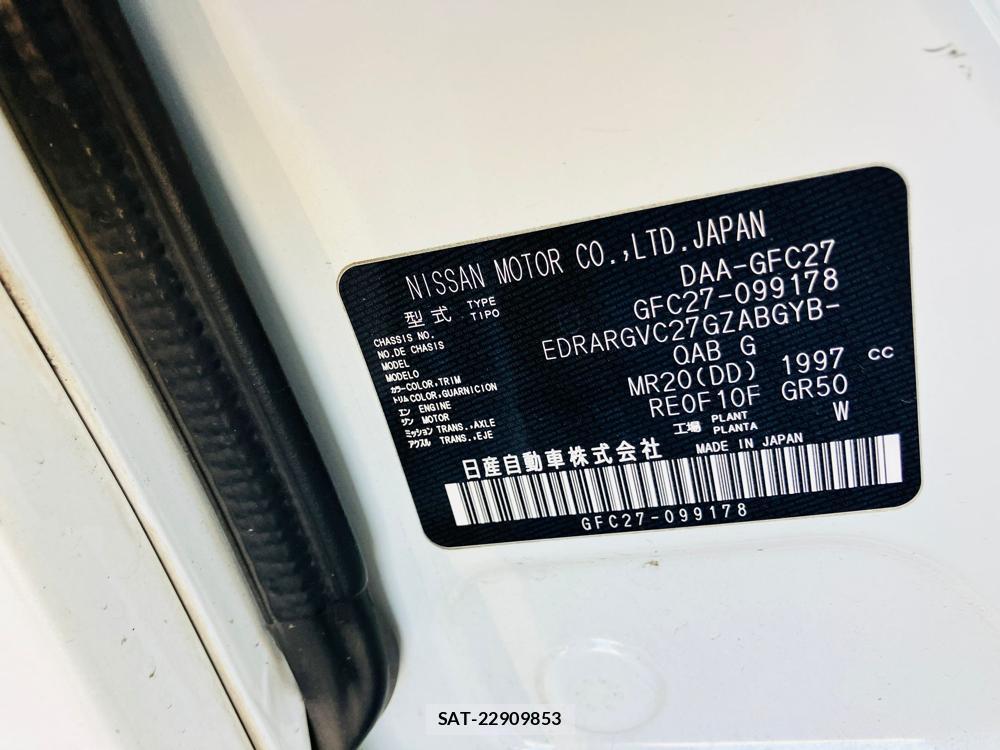 NISSAN MOTOR CO.,LTD.JAPAN
型式 TYPE TIPO DAA-GFC27
CHASSIS NO. NO.DE CHASIS GFC27-099178
MODEL MODELO EDRARGVC27GZABGYB-
カラー COLOR,TRIM トリム COLOR,GUARNICION QAB G
エンジン ENGINE MOTOR MR20(DD) 1997 cc
ミッション TRANS.,AXLE アクスル TRANS.,EJE RE0F10F GR50
工場 PLANT PLANTA W
日産自動車株式会社 MADE IN JAPAN
GFC27-099178
SAT-22909853